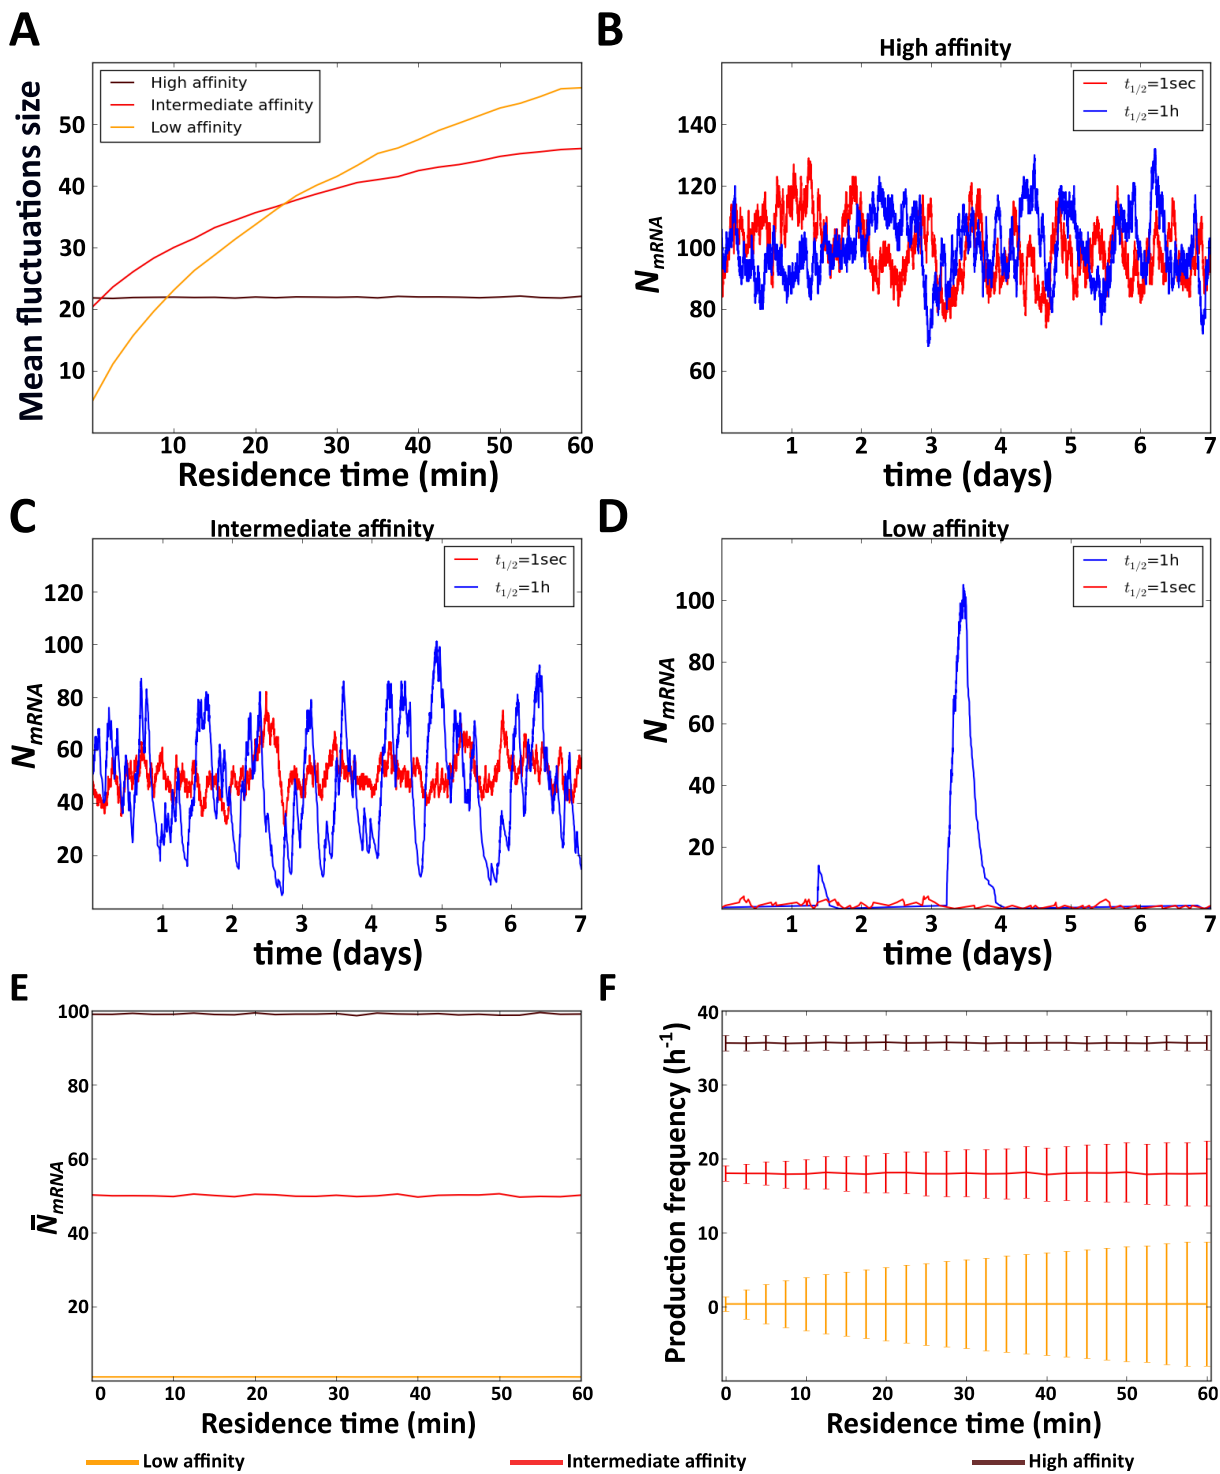 A
Mean fluctuations size
High affinity
Intermediate affinity
Low affinity
50
40
30
20
10
10 20 30 40 50 60
Residence time (min)
B
High affinity
N mRNA
t1/2=1sec
t1/2=1h
140
120
100
80
60
1 2 3 4 5 6 7
time (days)
C
Intermediate affinity
N mRNA
t1/2=1sec
t1/2=1h
120
100
80
60
40
20
1 2 3 4 5 6 7
time (days)
D
Low affinity
N mRNA
t1/2=1h
t1/2=1sec
100
80
60
40
20
1 2 3 4 5 6 7
time (days)
E
N̄ mRNA
100
80
60
40
20
0 10 20 30 40 50 60
Residence time (min)
F
Production frequency (h-1)
40
30
20
10
0
0 10 20 30 40 50 60
Residence time (min)
Low affinity Intermediate affinity High affinity